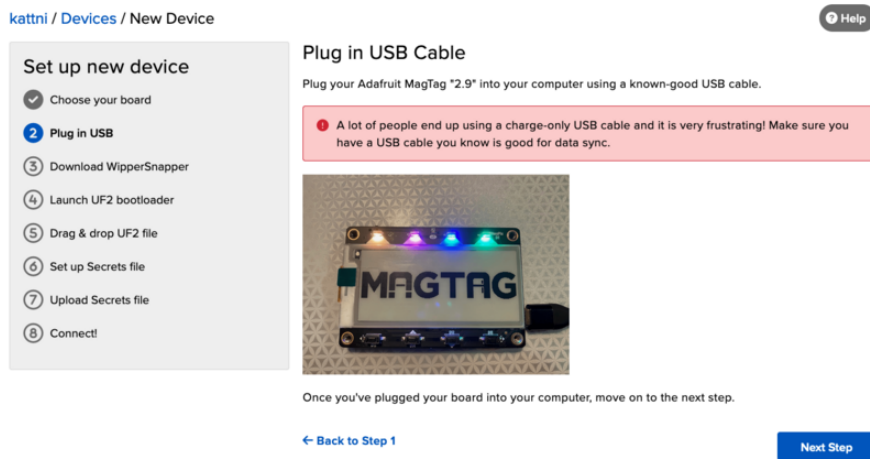 kattni / Devices / New Device
Help
Set up new device
Choose your board
2 Plug in USB
3 Download WipperSnapper
4 Launch UF2 bootloader
5 Drag & drop UF2 file
6 Set up Secrets file
7 Upload Secrets file
8 Connect!
Plug in USB Cable
Plug your Adafruit MagTag "2.9" into your computer using a known-good USB cable.
A lot of people end up using a charge-only USB cable and it is very frustrating! Make sure you
have a USB cable you know is good for data sync.
MAGTAG
Once you've plugged your board into your computer, move on to the next step.
← Back to Step 1
Next Step